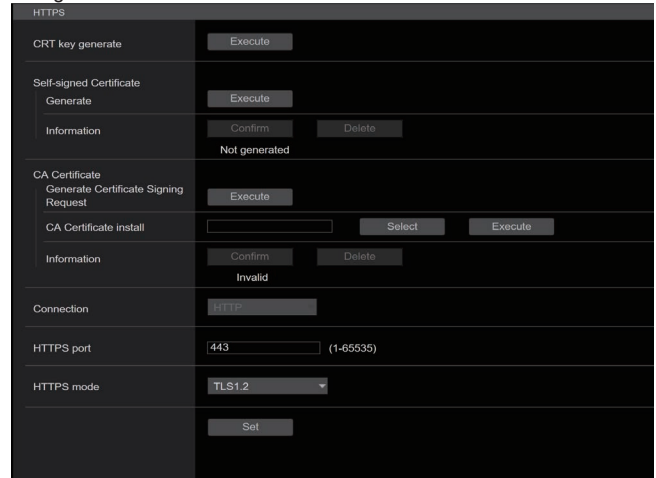 HTTPS
CRT key generate Execute
Self-signed Certificate
Generate Execute
Information Confirm Delete
Not generated
CA Certificate
Generate Certificate Signing
Request Execute
CA Certificate install Select Execute
Information Confirm Delete
Invalid
Connection HTTP
HTTPS port 443 (1-65535)
HTTPS mode TLS1.2
Set